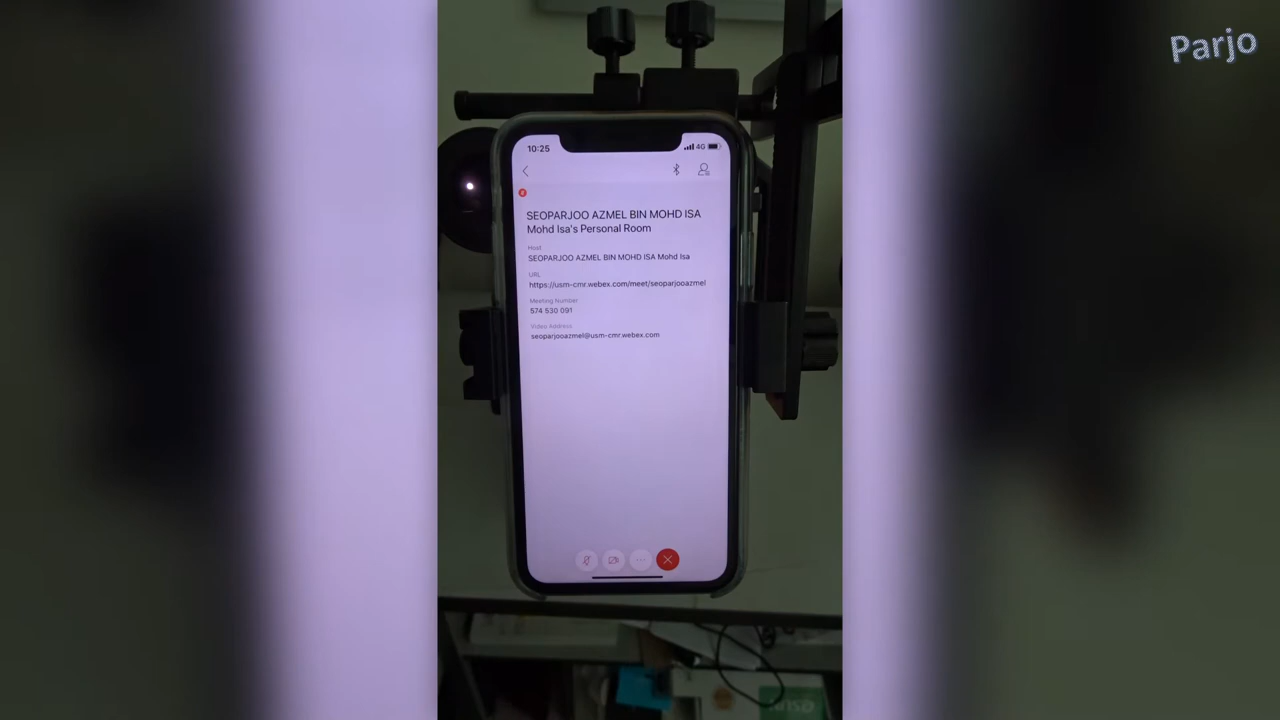 Parjo
10:25
4G
SEOPARJOO AZMEL BIN MOHD ISA
Mohd Isa's Personal Room
Host
SEOPARJOO AZMEL BIN MOHD ISA Mohd Isa
URL
https://usm-cmr.webex.com/meet/seoparjooazmel
Meeting Number
574 530 091
Video Address
seoparjooazmel@usm-cmr.webex.com